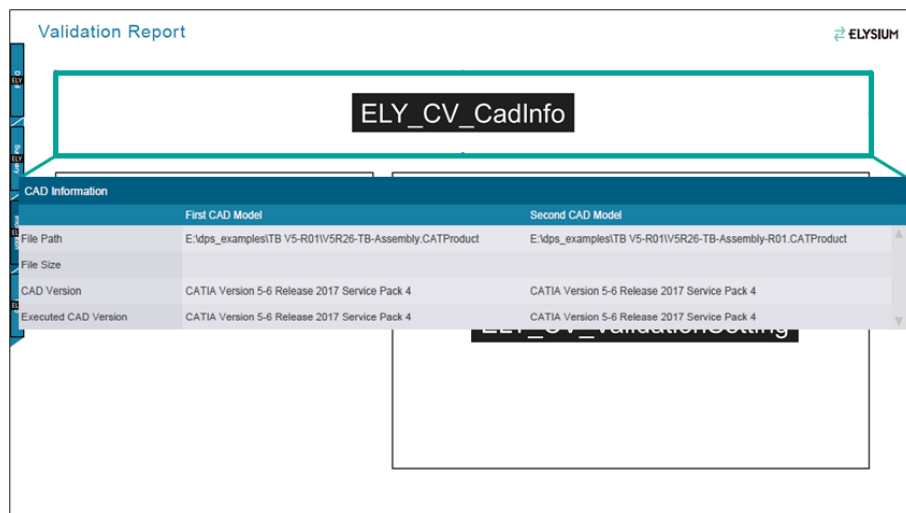 Validation Report
ELYSIUM
ELY
ELY_CV_CadInfo
ELY
CAD Information
First CAD Model Second CAD Model
File Path E:\dps_examples\TB V5-R01\V5R26-TB-Assembly.CATProduct E:\dps_examples\TB V5-R01\V5R26-TB-Assembly-R01.CATProduct
File Size
CAD Version CATIA Version 5-6 Release 2017 Service Pack 4 CATIA Version 5-6 Release 2017 Service Pack 4
Executed CAD Version CATIA Version 5-6 Release 2017 Service Pack 4 CATIA Version 5-6 Release 2017 Service Pack 4
ELY_CV_ValidationSetting